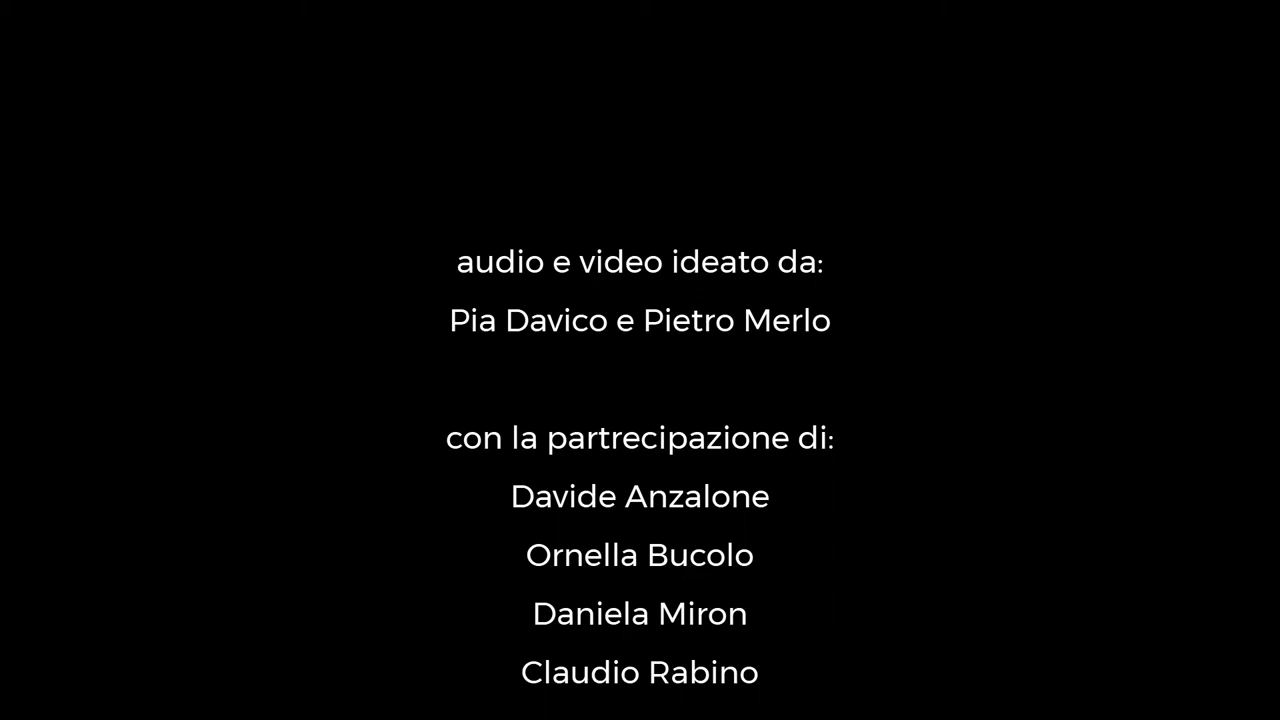 audio e video ideato da:
Pia Davico e Pietro Merlo
con la partrecipazione di:
Davide Anzalone
Ornella Bucolo
Daniela Miron
Claudio Rabino